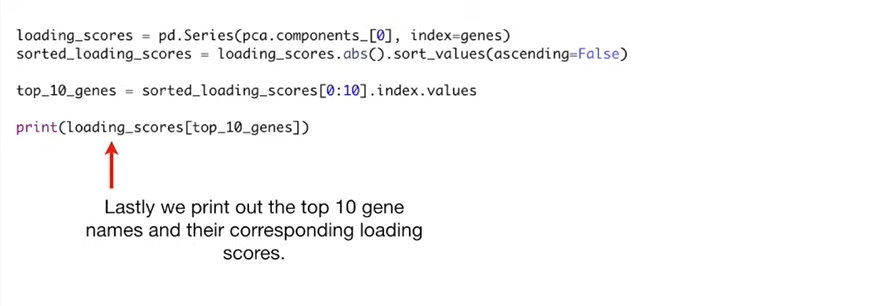 loading_scores = pd.Series(pca.components_[0], index=genes)
sorted_loading_scores = loading_scores.abs().sort_values(ascending=False)
top_10_genes = sorted_loading_scores[0:10].index.values
print(loading_scores[top_10_genes])
Lastly we print out the top 10 gene
names and their corresponding loading
scores.